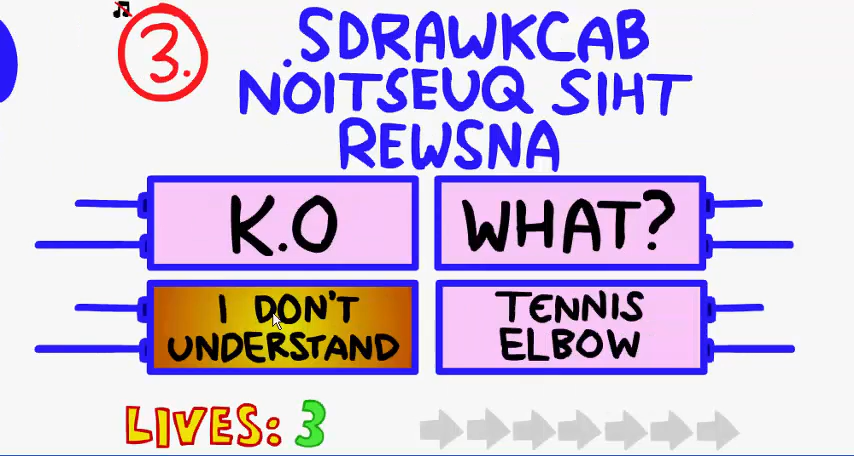 3.
.SDRAWKCAB
NOITSEUQ SIHT
REWSNA
K.O
WHAT?
I DON'T
UNDERSTAND
TENNIS
ELBOW
LIVES: 3